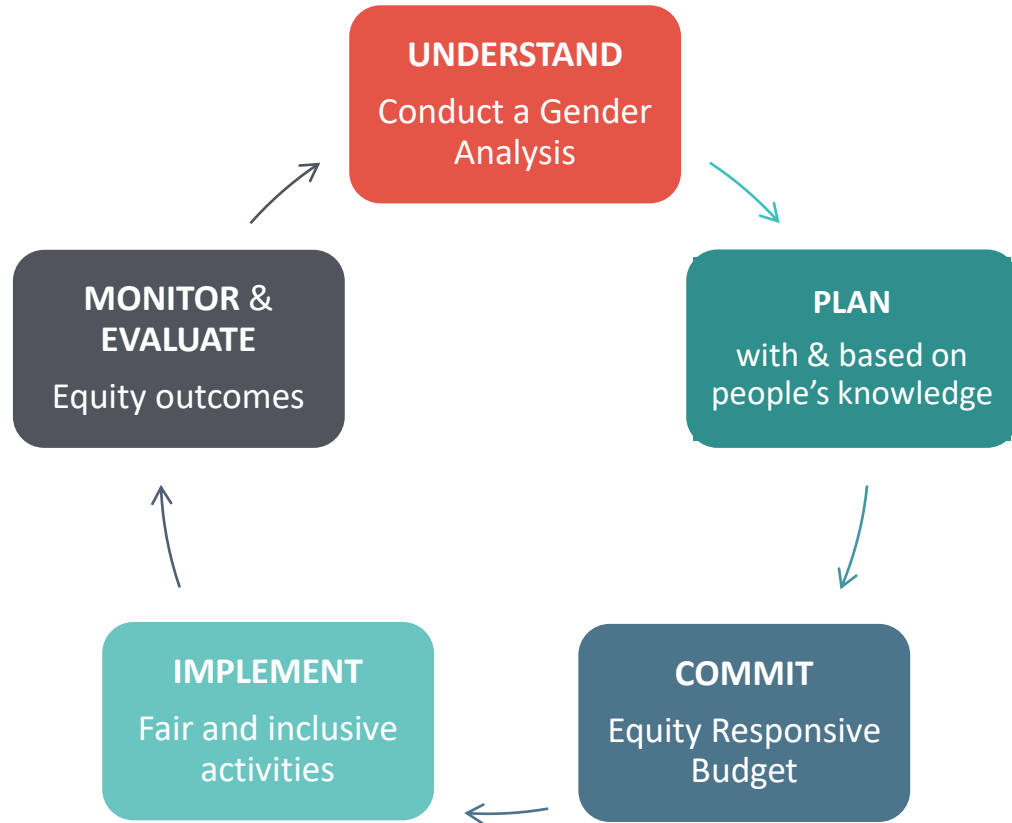 UNDERSTAND
Conduct a Gender
Analysis
PLAN
with & based on
people’s knowledge
COMMIT
Equity Responsive
Budget
IMPLEMENT
Fair and inclusive
activities
MONITOR &
EVALUATE
Equity outcomes